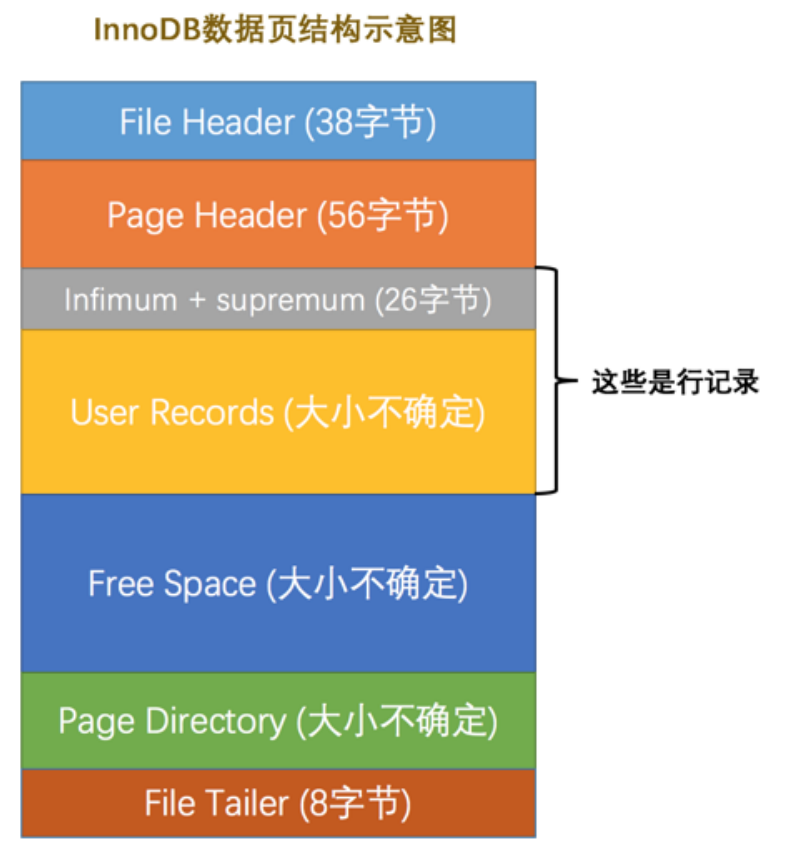 InnoDB数据页结构示意图
File Header (38字节)
Page Header (56字节)
Infimum + supremum (26字节)
这些是行记录
User Records (大小不确定)
Free Space (大小不确定)
Page Directory (大小不确定)
File Tailer (8字节)